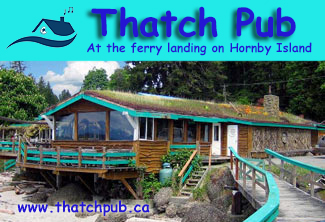 Thatch Pub
At the ferry landing on Hornby Island
www.thatchpub.ca